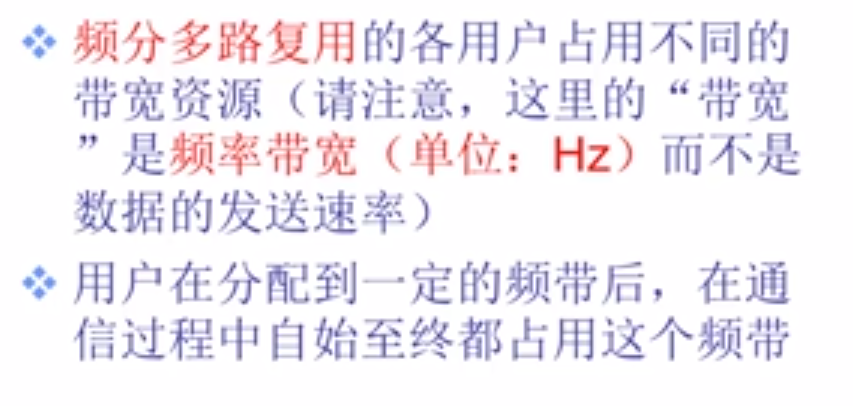 频分多路复用的各用户占用不同的
带宽资源（请注意，这里的“带宽
”是频率带宽（单位：Hz）而不是
数据的发送速率）
用户在分配到一定的频带后，在通
信过程中自始至终都占用这个频带